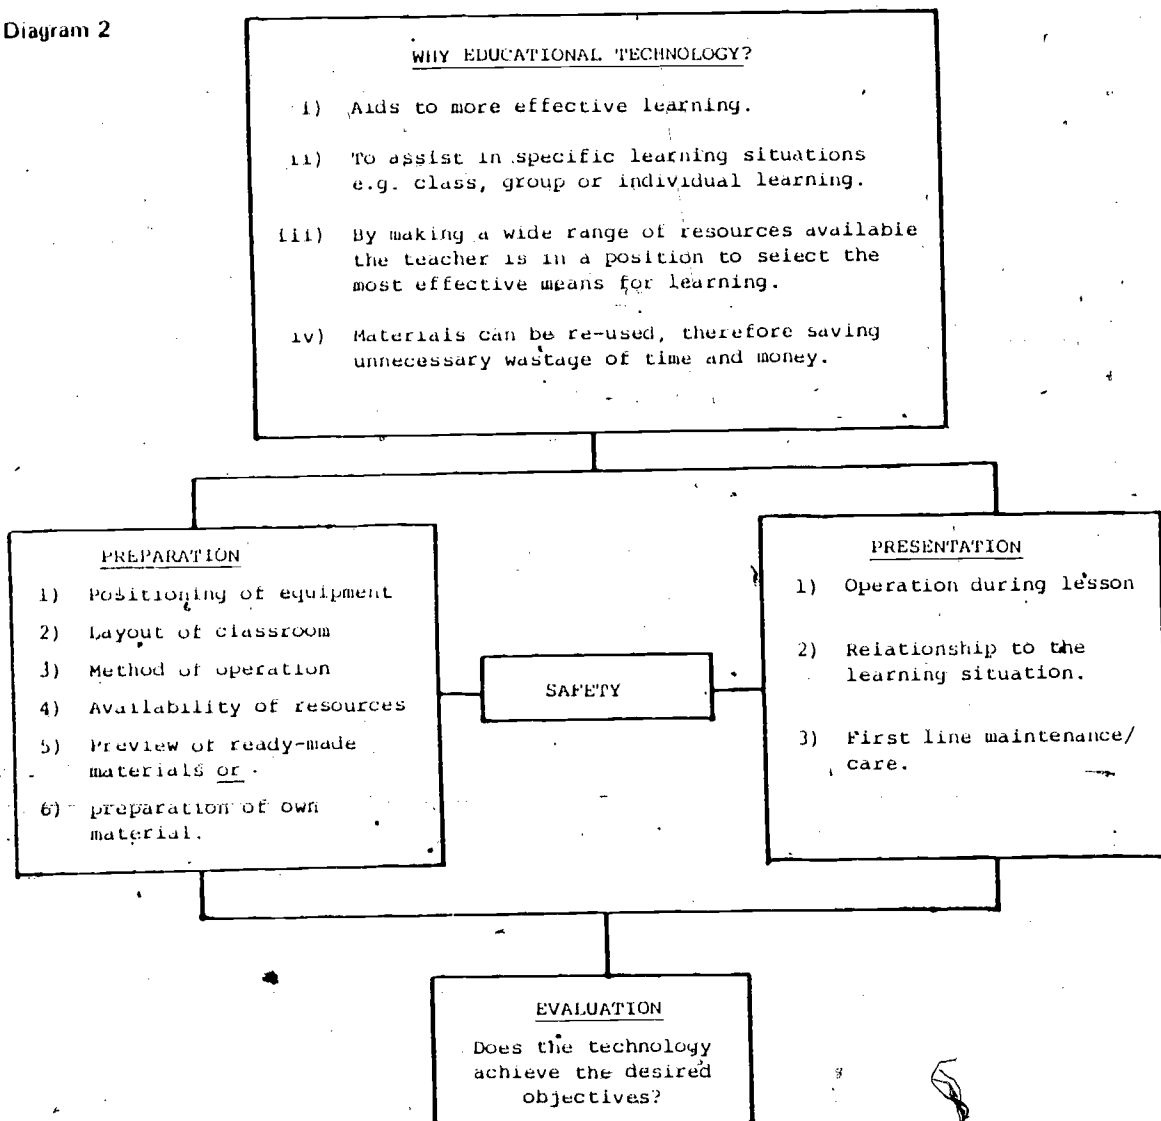 Diagram 2
WHY EDUCATIONAL TECHNOLOGY?
i) Aids to more effective learning.
ii) To assist in specific learning situations
e.g. class, group or individual learning.
iii) By making a wide range of resources available
the teacher is in a position to select the
most effective means for learning.
iv) Materials can be re-used, therefore saving
unnecessary wastage of time and money.
PREPARATION
1) Positioning of equipment
2) Layout of classroom
3) Method of operation
4) Availability of resources
5) Preview of ready-made
materials or
6) preparation of own
material.
SAFETY
PRESENTATION
1) Operation during lesson
2) Relationship to the
learning situation.
3) First line maintenance/
care.
EVALUATION
Does the technology
achieve the desired
objectives?